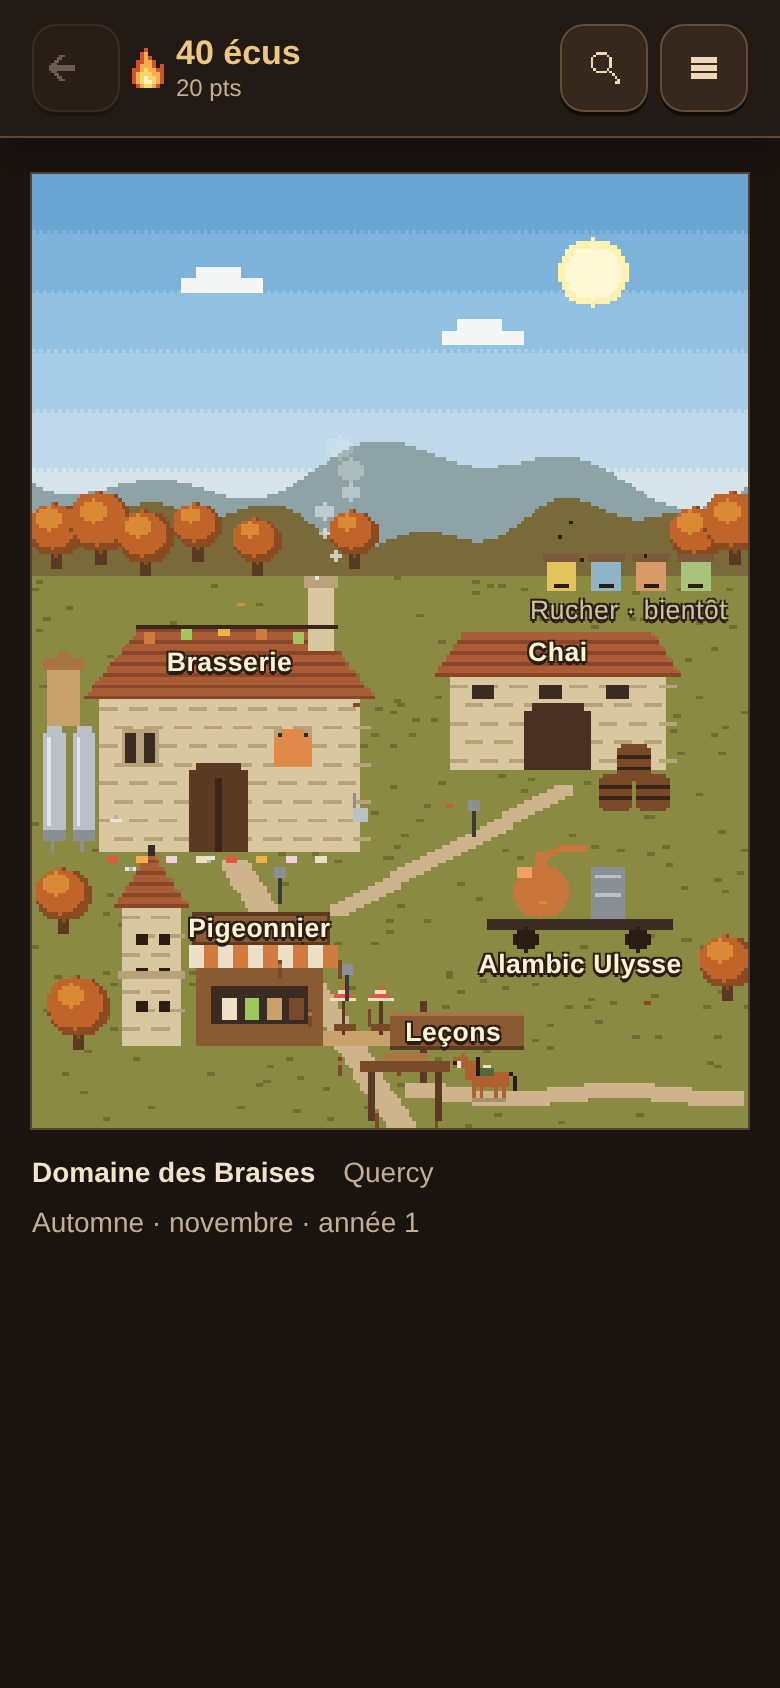 40 écus
20 pts
Rucher · bientôt
Brasserie
Chai
Pigeonnier
Alambic Ulysse
Leçons
Domaine des Braises Quercy
Automne · novembre · année 1